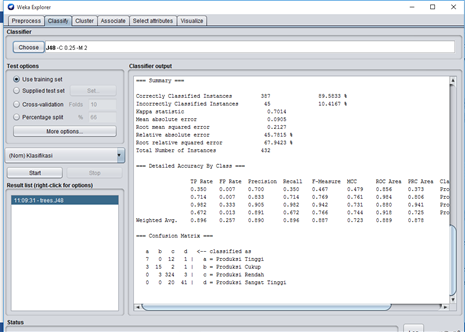 Weka Explorer
Preprocess Classify Cluster Associate Select attributes Visualize
Classifier
Choose J48 -C 0.25 -M 2
Test options
Use training set
Supplied test set Set...
Cross-validation Folds 10
Percentage split % 66
More options...
(Nom) Klasifikasi
Start Stop
Result list (right-click for options)
11:09:31 - trees.J48
Classifier output
=== Summary ===
Correctly Classified Instances 387 89.5833 %
Incorrectly Classified Instances 45 10.4167 %
Kappa statistic 0.7014
Mean absolute error 0.0905
Root mean squared error 0.2127
Relative absolute error 45.7815 %
Root relative squared error 67.9423 %
Total Number of Instances 432
=== Detailed Accuracy By Class ===
TP Rate FP Rate Precision Recall F-Measure MCC ROC Area PRC Area Cla
0.350 0.007 0.700 0.350 0.467 0.479 0.856 0.373 Pro
0.714 0.007 0.833 0.714 0.769 0.761 0.984 0.806 Pro
0.982 0.333 0.905 0.982 0.942 0.731 0.880 0.941 Pro
0.672 0.013 0.891 0.672 0.766 0.744 0.918 0.725 Pro
Weighted Avg. 0.896 0.257 0.890 0.896 0.887 0.723 0.889 0.878
=== Confusion Matrix ===
a b c d <-- classified as
7 0 12 1 | a = Produksi Tinggi
3 15 2 1 | b = Produksi Cukup
0 3 324 3 | c = Produksi Rendah
0 0 20 41 | d = Produksi Sangat Tinggi
Status